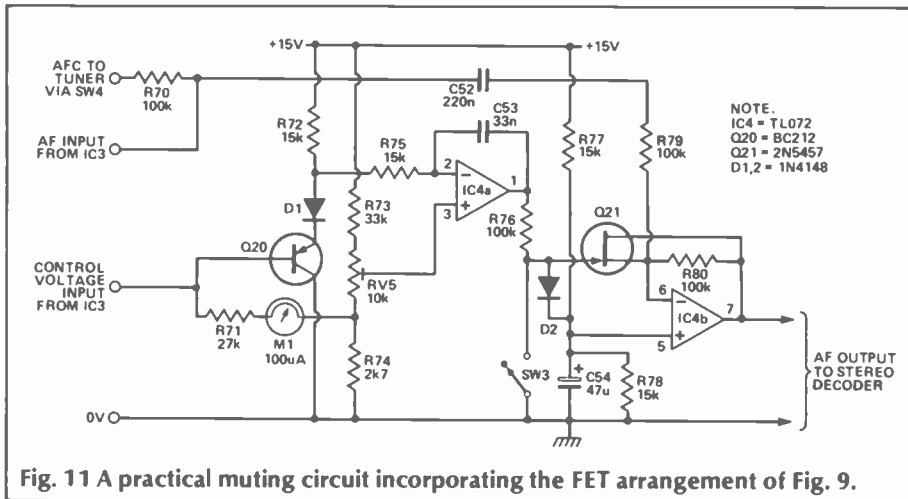 +15V
+15V
AFC TO
TUNER
VIA SW4
R70
100k
AF INPUT
FROM IC3
C52
220n
C53
33n
R72
15k
R75
15k
R77
15k
R79
100k
NOTE.
IC4 = TL072
Q20 = BC212
Q21 = 2N5457
D1,2 = 1N4148
2
-
3
+
1
IC4a
D1
R73
33k
R76
100k
Q21
Q20
RV5
10k
R80
100k
CONTROL
VOLTAGE
INPUT
FROM IC3
D2
6
-
5
+
7
IC4b
R71
27k
M1
100uA
R74
2k7
SW3
+
C54
47u
R78
15k
AF OUTPUT
TO STEREO
DECODER
0V
Fig. 11 A practical muting circuit incorporating the FET arrangement of Fig. 9.